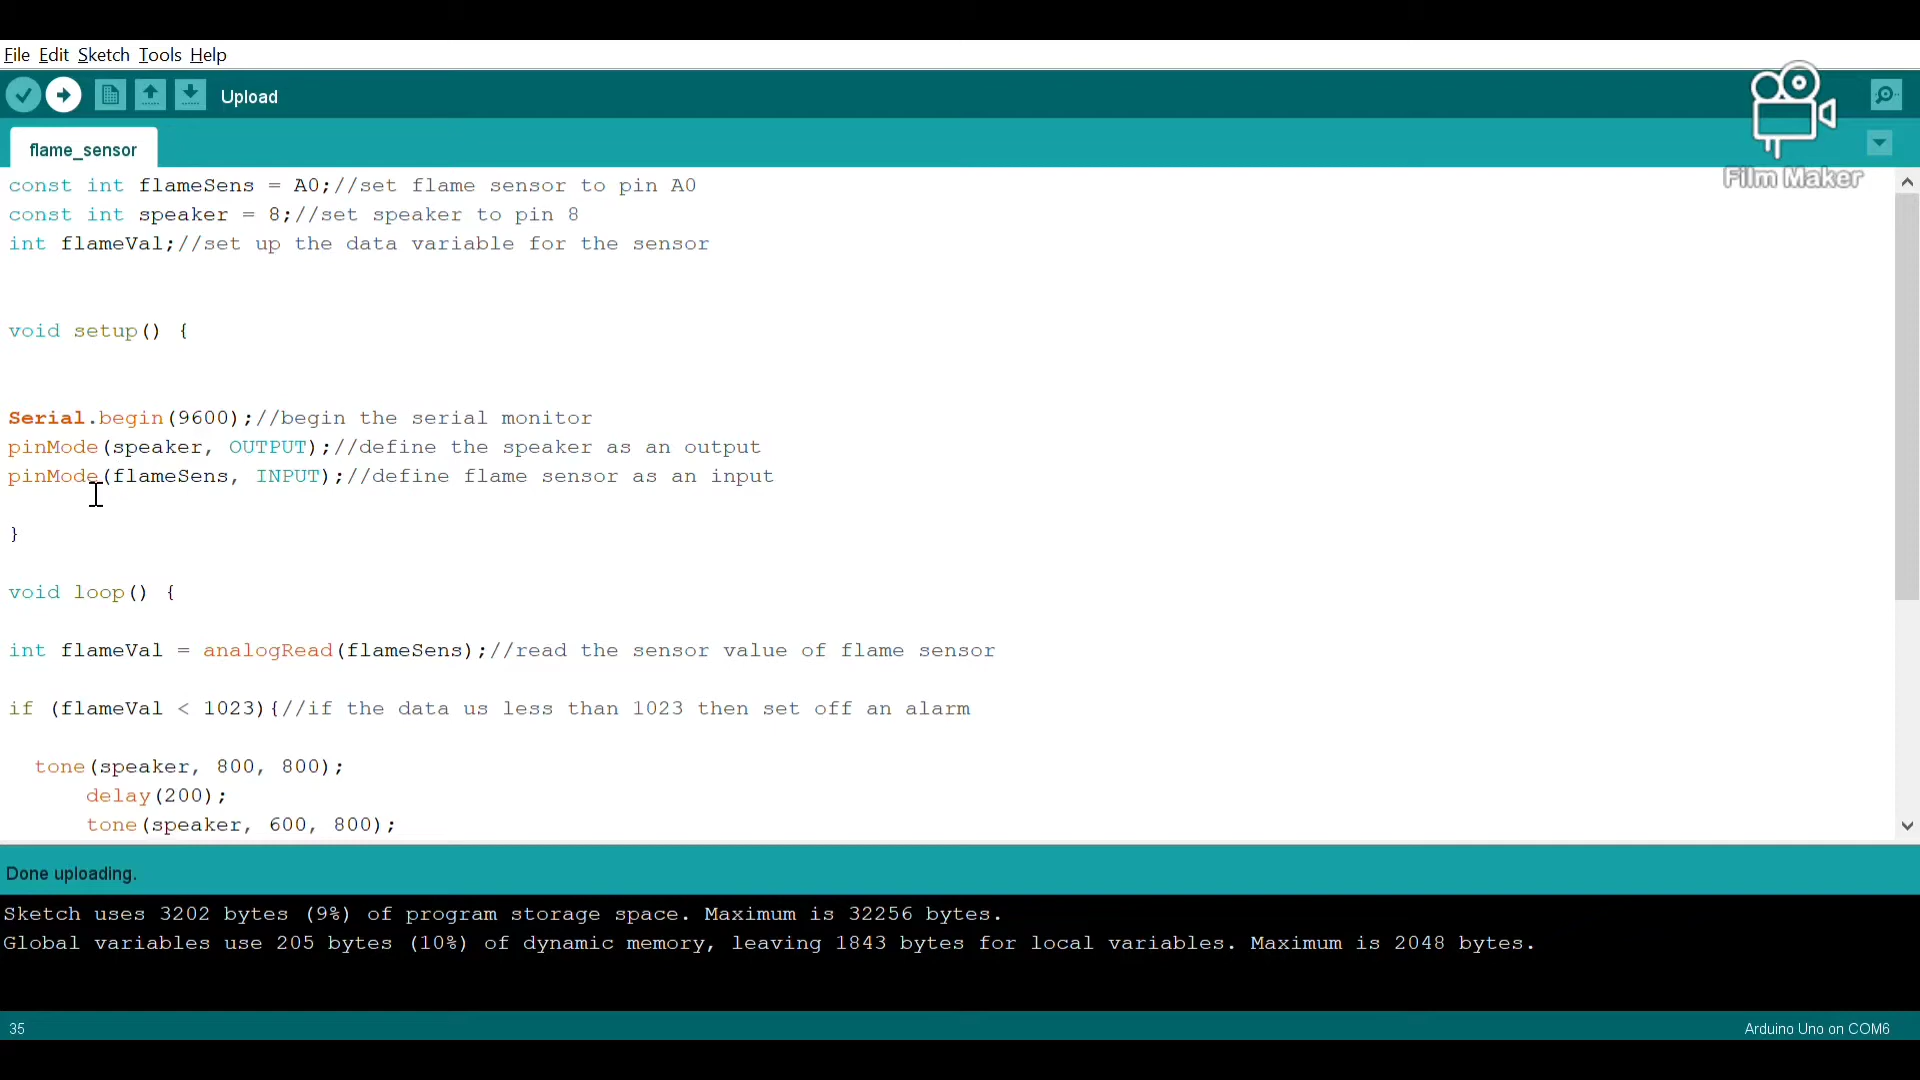 File Edit Sketch Tools Help
Upload
Film Maker
flame_sensor
const int flameSens = A0;//set flame sensor to pin A0
const int speaker = 8;//set speaker to pin 8
int flameVal;//set up the data variable for the sensor
void setup() {
Serial.begin(9600);//begin the serial monitor
pinMode(speaker, OUTPUT);//define the speaker as an output
pinMode(flameSens, INPUT);//define flame sensor as an input
}
void loop() {
int flameVal = analogRead(flameSens);//read the sensor value of flame sensor
if (flameVal < 1023){//if the data us less than 1023 then set off an alarm
tone(speaker, 800, 800);
delay(200);
tone(speaker, 600, 800);
Done uploading.
Sketch uses 3202 bytes (9%) of program storage space. Maximum is 32256 bytes.
Global variables use 205 bytes (10%) of dynamic memory, leaving 1843 bytes for local variables. Maximum is 2048 bytes.
35
Arduino Uno on COM6